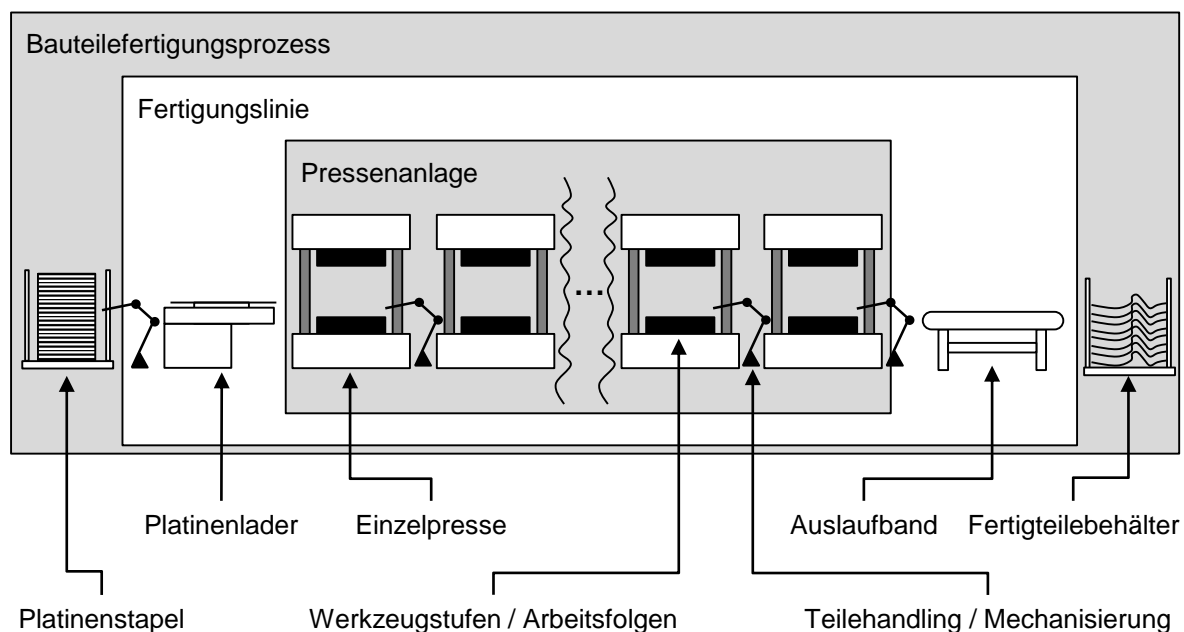 Bauteilefertigungsprozess
Fertigungslinie
Pressenanlage
...
Platinenlader
Einzelpresse
Auslaufband
Fertigteilebehälter
Platinenstapel
Werkzeugstufen / Arbeitsfolgen
Teilehandling / Mechanisierung